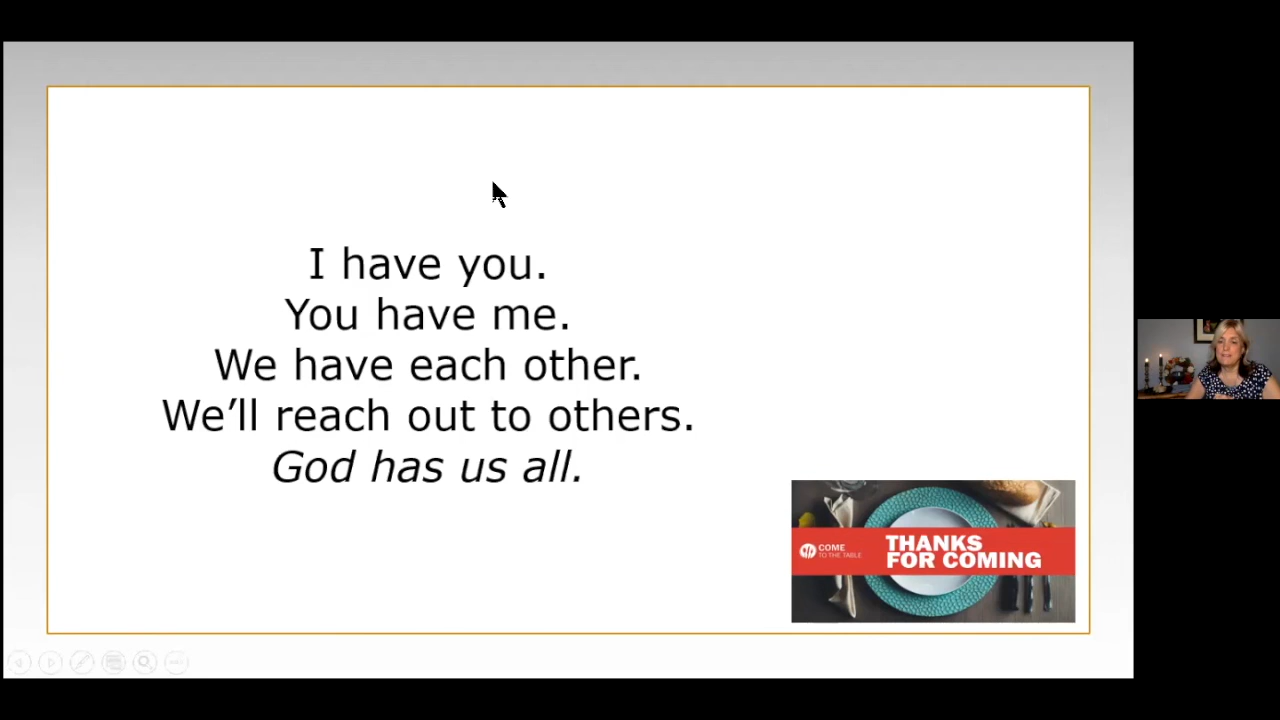 I have you.
You have me.
We have each other.
We’ll reach out to others.
God has us all.
COME
TO THE TABLE
THANKS
FOR COMING